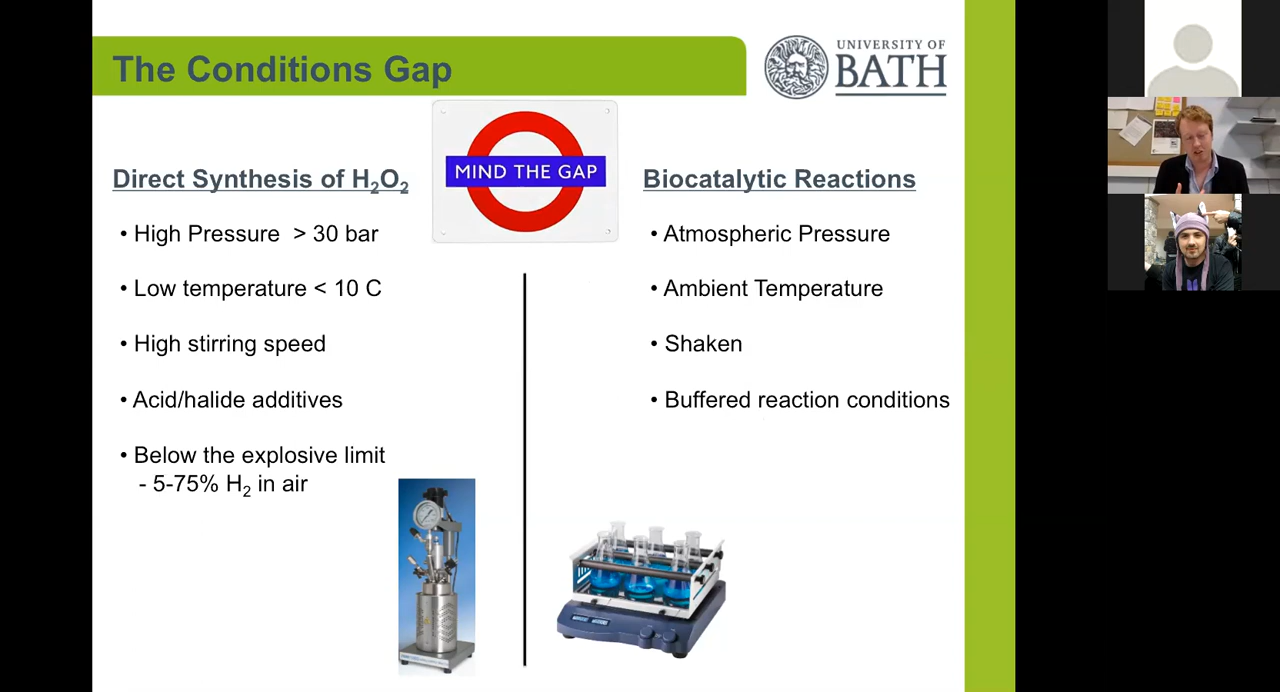 The Conditions Gap
UNIVERSITY OF
BATH
MIND THE GAP
Direct Synthesis of H₂O₂
• High Pressure > 30 bar
• Low temperature < 10 C
• High stirring speed
• Acid/halide additives
• Below the explosive limit
- 5-75% H₂ in air
Biocatalytic Reactions
• Atmospheric Pressure
• Ambient Temperature
• Shaken
• Buffered reaction conditions